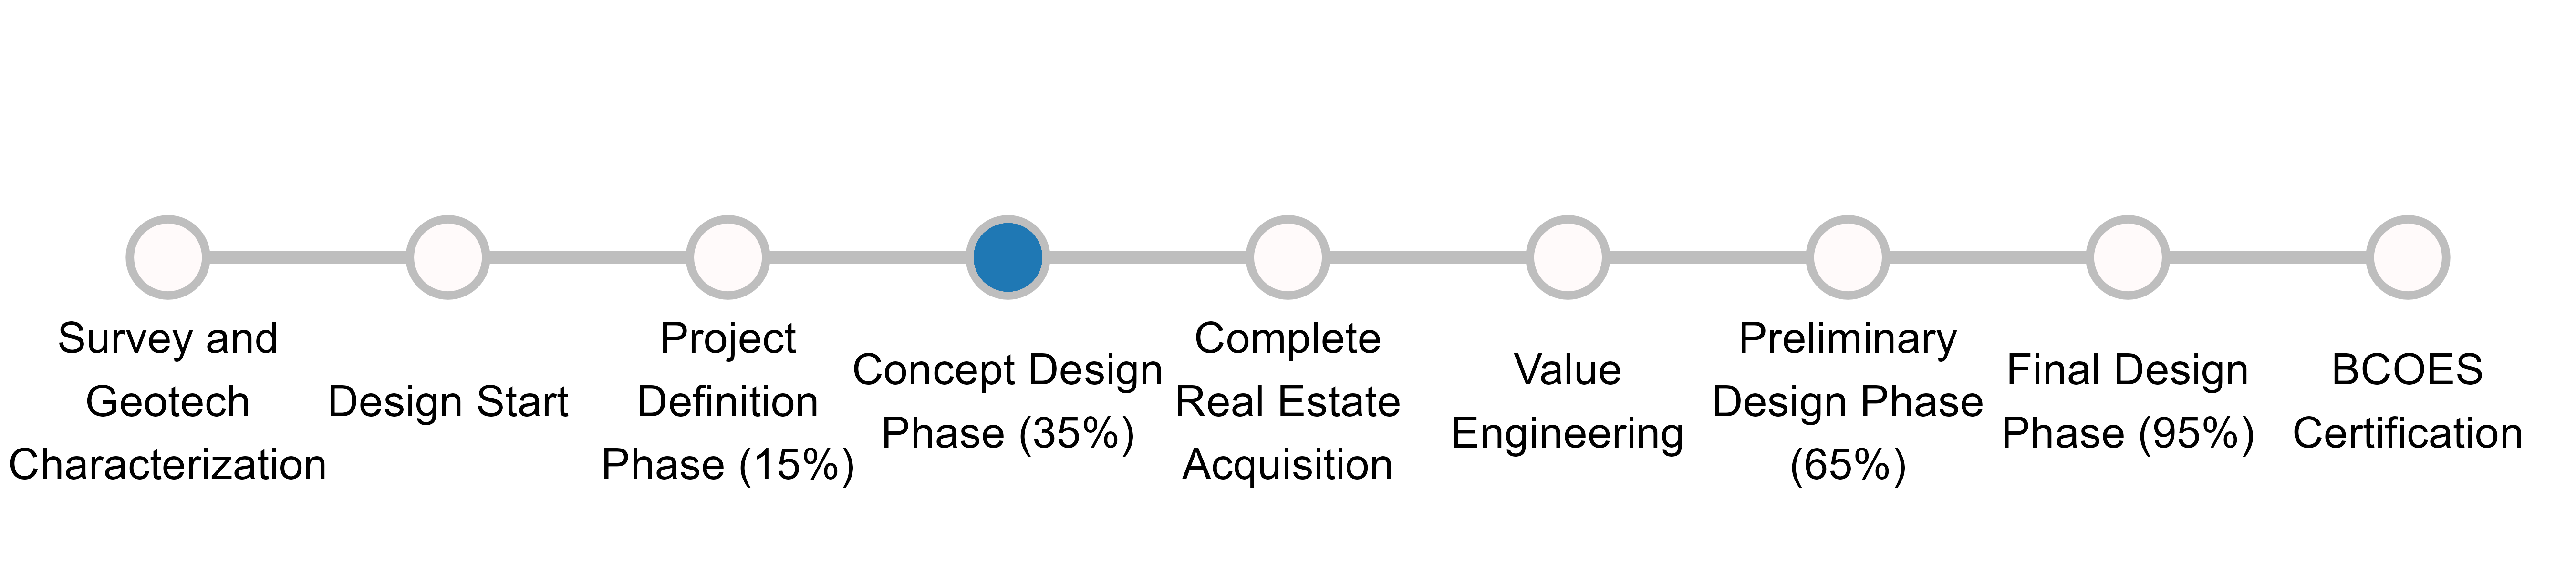 Survey and
Geotech
Characterization
Design Start
Project
Definition
Phase (15%)
Concept Design
Phase (35%)
Complete
Real Estate
Acquisition
Value
Engineering
Preliminary
Design Phase
(65%)
Final Design
Phase (95%)
BCOES
Certification